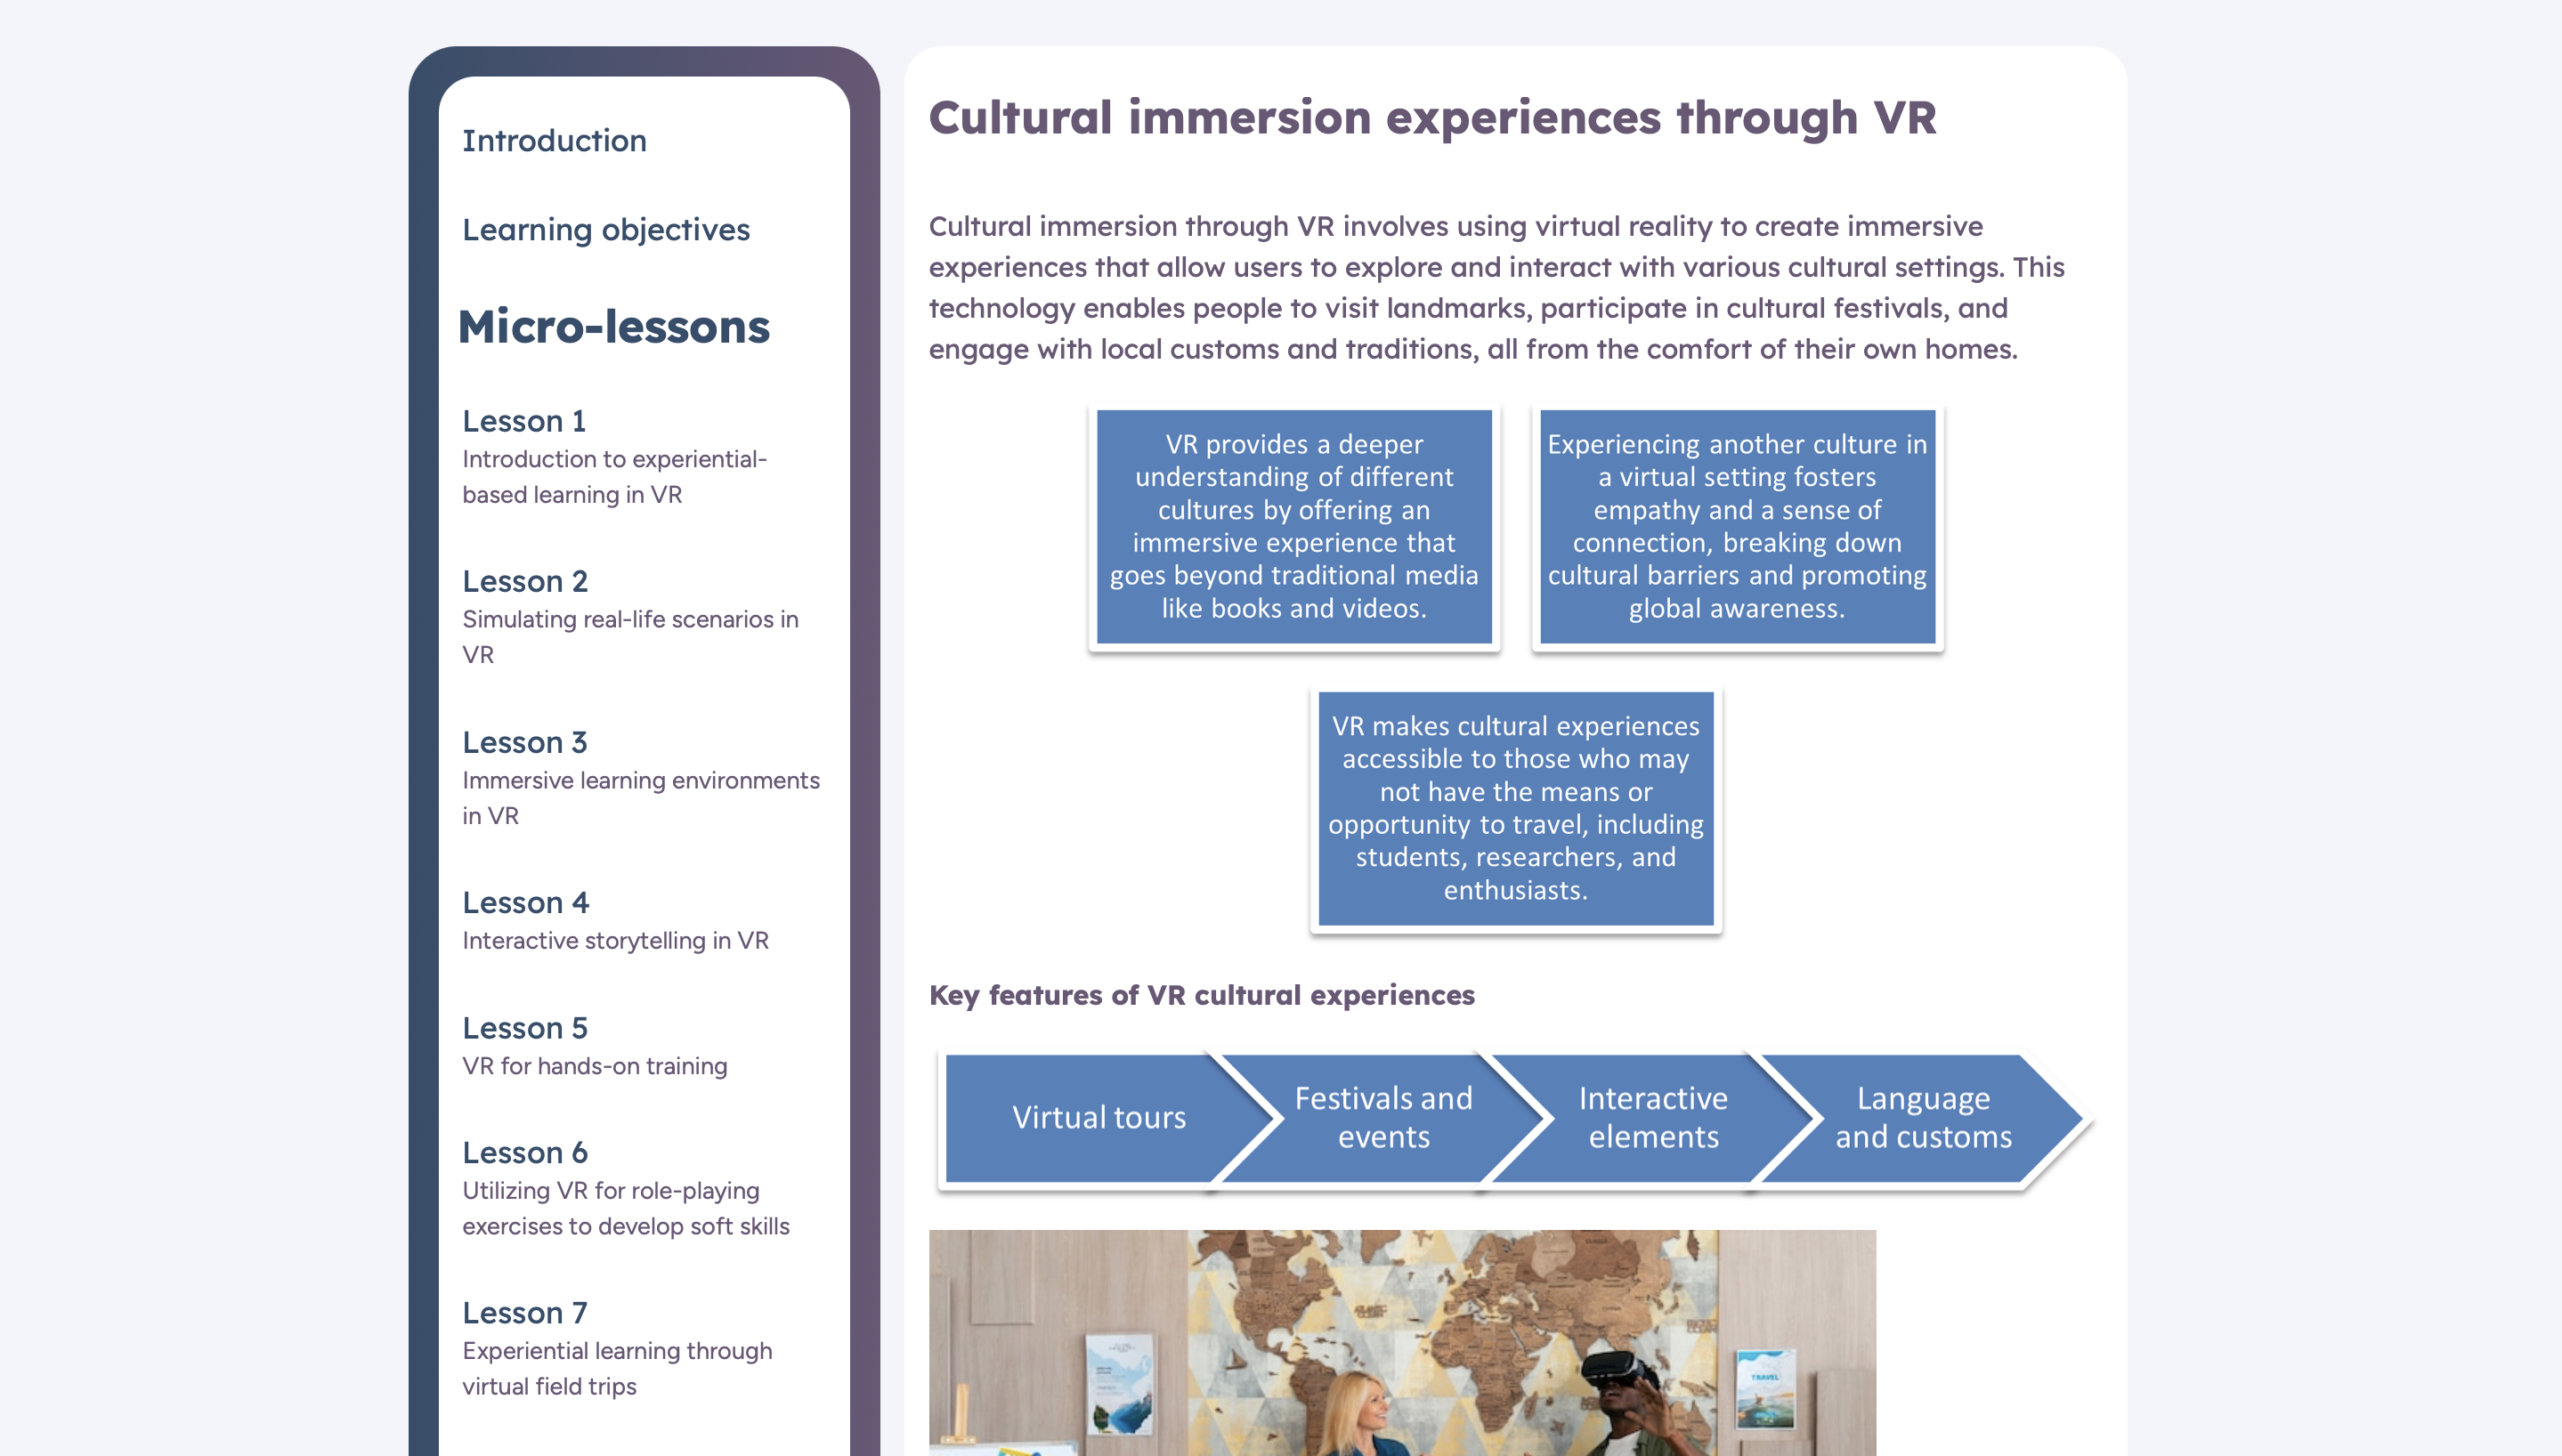 Introduction
Learning objectives
Micro-lessons
Lesson 1
Introduction to experiential-
based learning in VR
Lesson 2
Simulating real-life scenarios in
VR
Lesson 3
Immersive learning environments
in VR
Lesson 4
Interactive storytelling in VR
Lesson 5
VR for hands-on training
Lesson 6
Utilizing VR for role-playing
exercises to develop soft skills
Lesson 7
Experiential learning through
virtual field trips
Cultural immersion experiences through VR
Cultural immersion through VR involves using virtual reality to create immersive
experiences that allow users to explore and interact with various cultural settings. This
technology enables people to visit landmarks, participate in cultural festivals, and
engage with local customs and traditions, all from the comfort of their own homes.
VR provides a deeper
understanding of different
cultures by offering an
immersive experience that
goes beyond traditional media
like books and videos.
Experiencing another culture in
a virtual setting fosters
empathy and a sense of
connection, breaking down
cultural barriers and promoting
global awareness.
VR makes cultural experiences
accessible to those who may
not have the means or
opportunity to travel, including
students, researchers, and
enthusiasts.
Key features of VR cultural experiences
Virtual tours
Festivals and
events
Interactive
elements
Language
and customs
TRAVEL